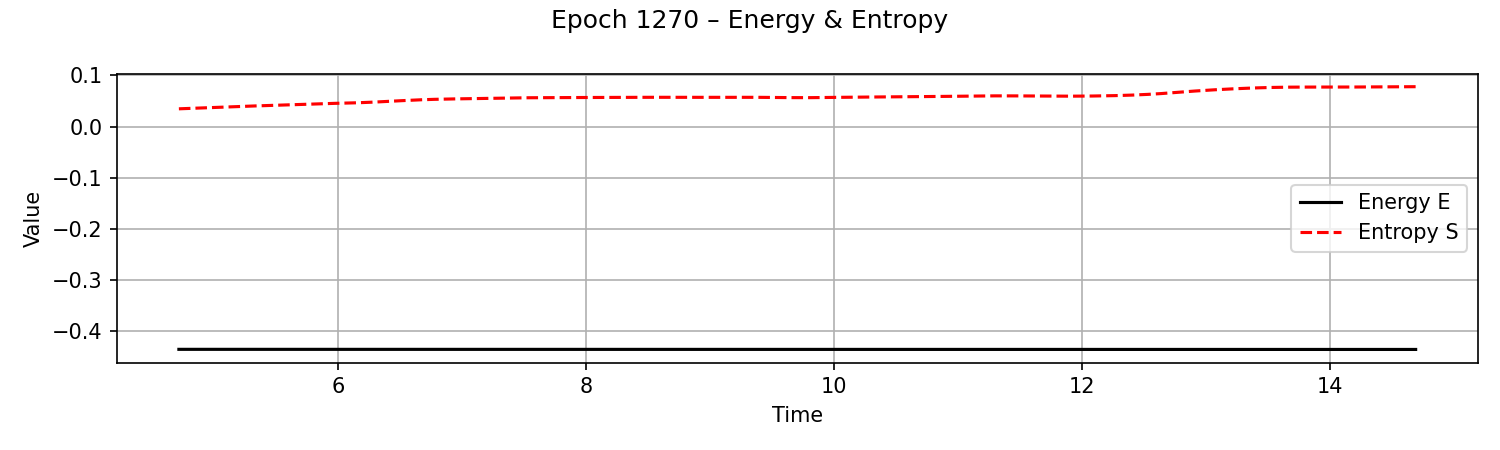 Epoch 1270 – Energy & Entropy
0.1
0.0
−0.1
−0.2
−0.3
−0.4
Value
Energy E
Entropy S
6 8 10 12 14
Time